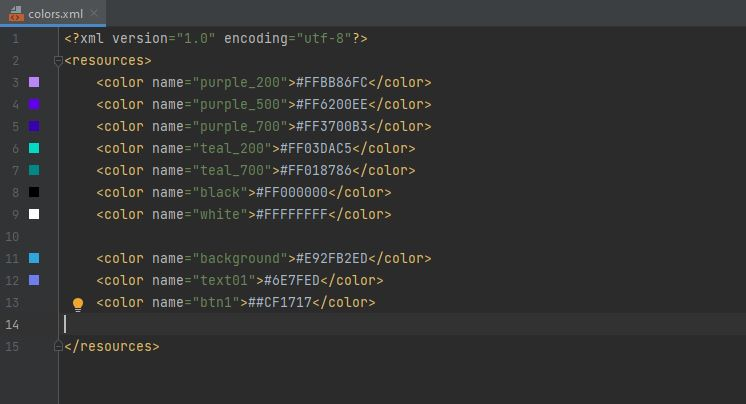 colors.xml
1 <?xml version="1.0" encoding="utf-8"?>
2 <resources>
3 <color name="purple_200">#FFBB86FC</color>
4 <color name="purple_500">#FF6200EE</color>
5 <color name="purple_700">#FF3700B3</color>
6 <color name="teal_200">#FF03DAC5</color>
7 <color name="teal_700">#FF018786</color>
8 <color name="black">#FF000000</color>
9 <color name="white">#FFFFFFFF</color>
10
11 <color name="background">#E92FB2ED</color>
12 <color name="text01">#6E7FED</color>
13 <color name="btn1">##CF1717</color>
14
15 </resources>